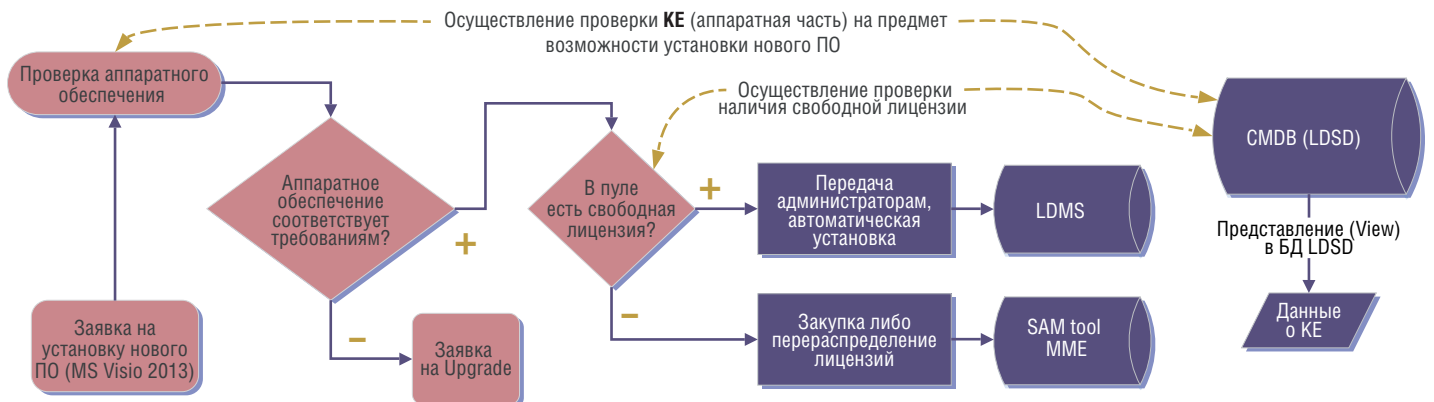 Осуществление проверки КЕ (аппаратная часть) на предмет
возможности установки нового ПО
Проверка аппаратного
обеспечения
Осуществление проверки
наличия свободной лицензии
CMDB (LDSD)
Аппаратное
обеспечение
соответствует
требованиям?
+
В пуле
есть свободная
лицензия?
+
Передача
администраторам,
автоматическая
установка
LDMS
Представление (View)
в БД LDSD
Заявка на
установку нового
ПО (MS Visio 2013)
–
Заявка
на Upgrade
–
Закупка либо
перераспределение
лицензий
SAM tool
MME
Данные
о КЕ